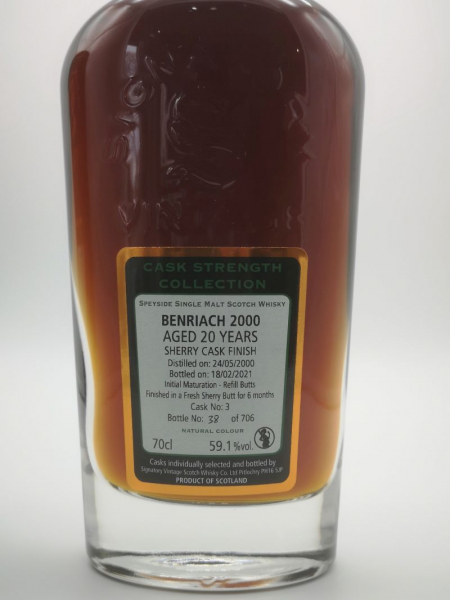 CASK STRENGTH
COLLECTION
SPEYSIDE SINGLE MALT SCOTCH WHISKY
BENRIACH 2000
AGED 20 YEARS
SHERRY CASK FINISH
Distilled on: 24/05/2000
Bottled on: 18/02/2021
Initial Maturation - Refill Butts
Finished in a Fresh Sherry Butt for 6 months
Cask No: 3
Bottle No: 38 of 706
NATURAL COLOUR
70cl 59.1%vol.
Casks individually selected and bottled by
Signatory Vintage Scotch Whisky Co. Ltd Pitlochry PH16 5JP
PRODUCT OF SCOTLAND